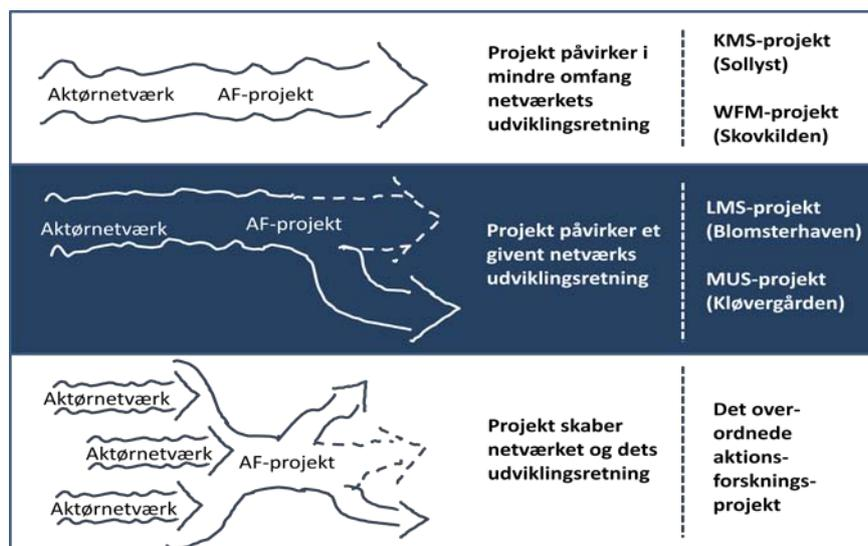 Aktørnetværk AF-projekt
Projekt påvirker i
mindre omfang
netværkets
udviklingsretning
KMS-projekt
(Sollyst)
WFM-projekt
(Skovkilden)
Aktørnetværk AF-projekt
Projekt påvirker et
givent netværks
udviklingsretning
LMS-projekt
(Blomsterhaven)
MUS-projekt
(Kløvergården)
Aktørnetværk
Aktørnetværk
Aktørnetværk
AF-projekt
Projekt skaber
netværket og dets
udviklingsretning
Det over-
ordnede
aktions-
forsknings-
projekt